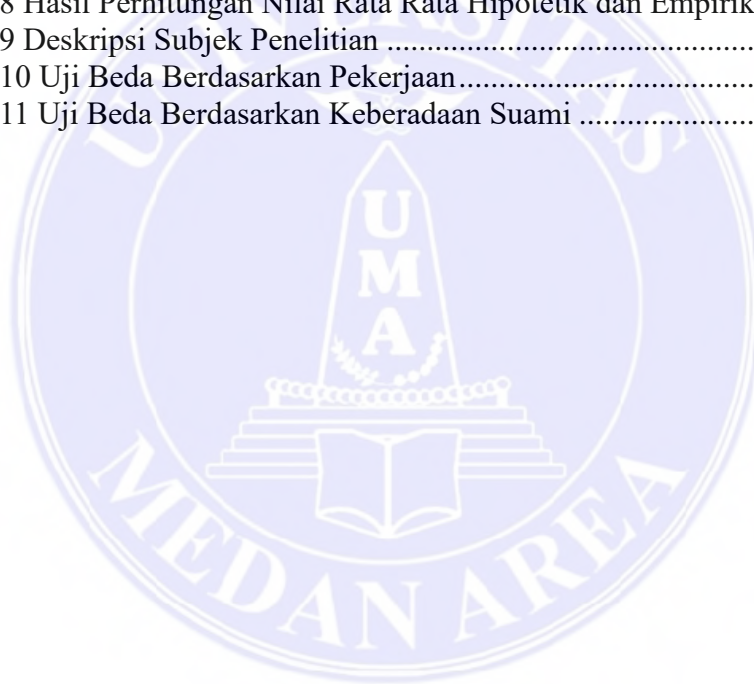 8 Hasil Perhitungan Nilai Rata Rata Hipotetik dan Empirik
9 Deskripsi Subjek Penelitian ..........................................
10 Uji Beda Berdasarkan Pekerjaan..............................
11 Uji Beda Berdasarkan Keberadaan Suami ....................
UNIVERSITAS
U
M
A
MEDAN AREA